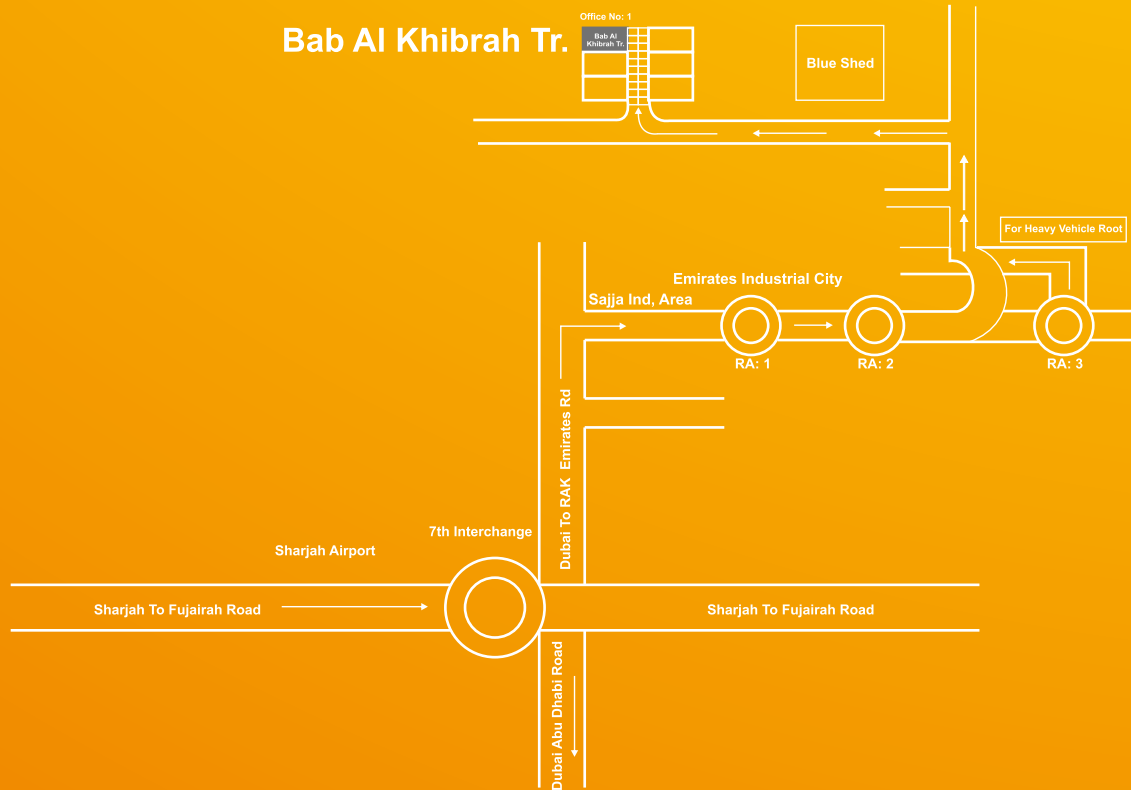 Office No: 1
Bab Al Khibrah Tr.
Bab Al
Khibrah Tr.
Blue Shed
For Heavy Vehicle Root
Emirates Industrial City
Sajja Ind, Area
RA: 1
RA: 2
RA: 3
Dubai To RAK Emirates Rd
7th Interchange
Sharjah Airport
Sharjah To Fujairah Road
Sharjah To Fujairah Road
Dubai Abu Dhabi Road